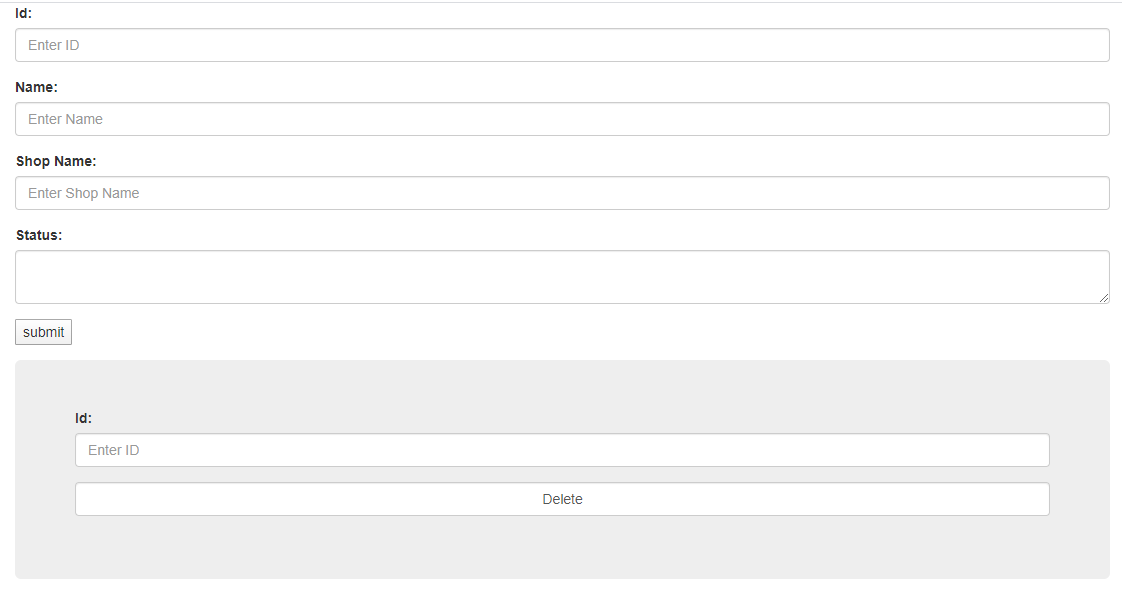 Id:
Enter ID
Name:
Enter Name
Shop Name:
Enter Shop Name
Status:
submit
Id:
Enter ID
Delete